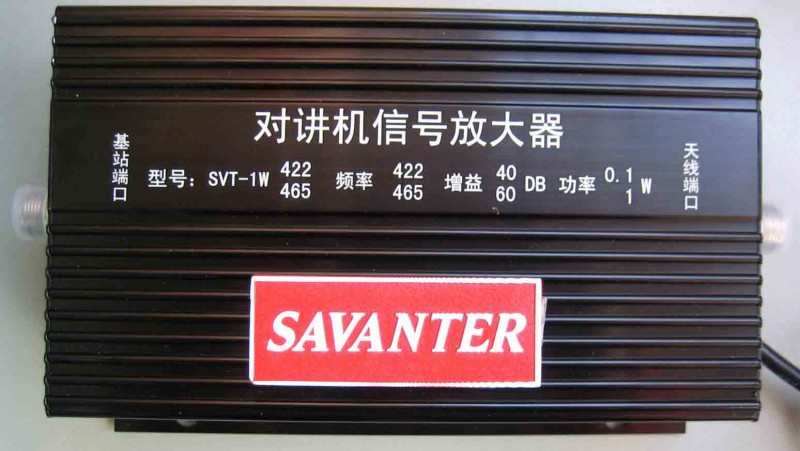 对讲机信号放大器
基站端口
型号：SVT-1W 422 465 频率 422 465 增益 40 60 DB 功率 0.1 1 W
天线端口
SAVANTER